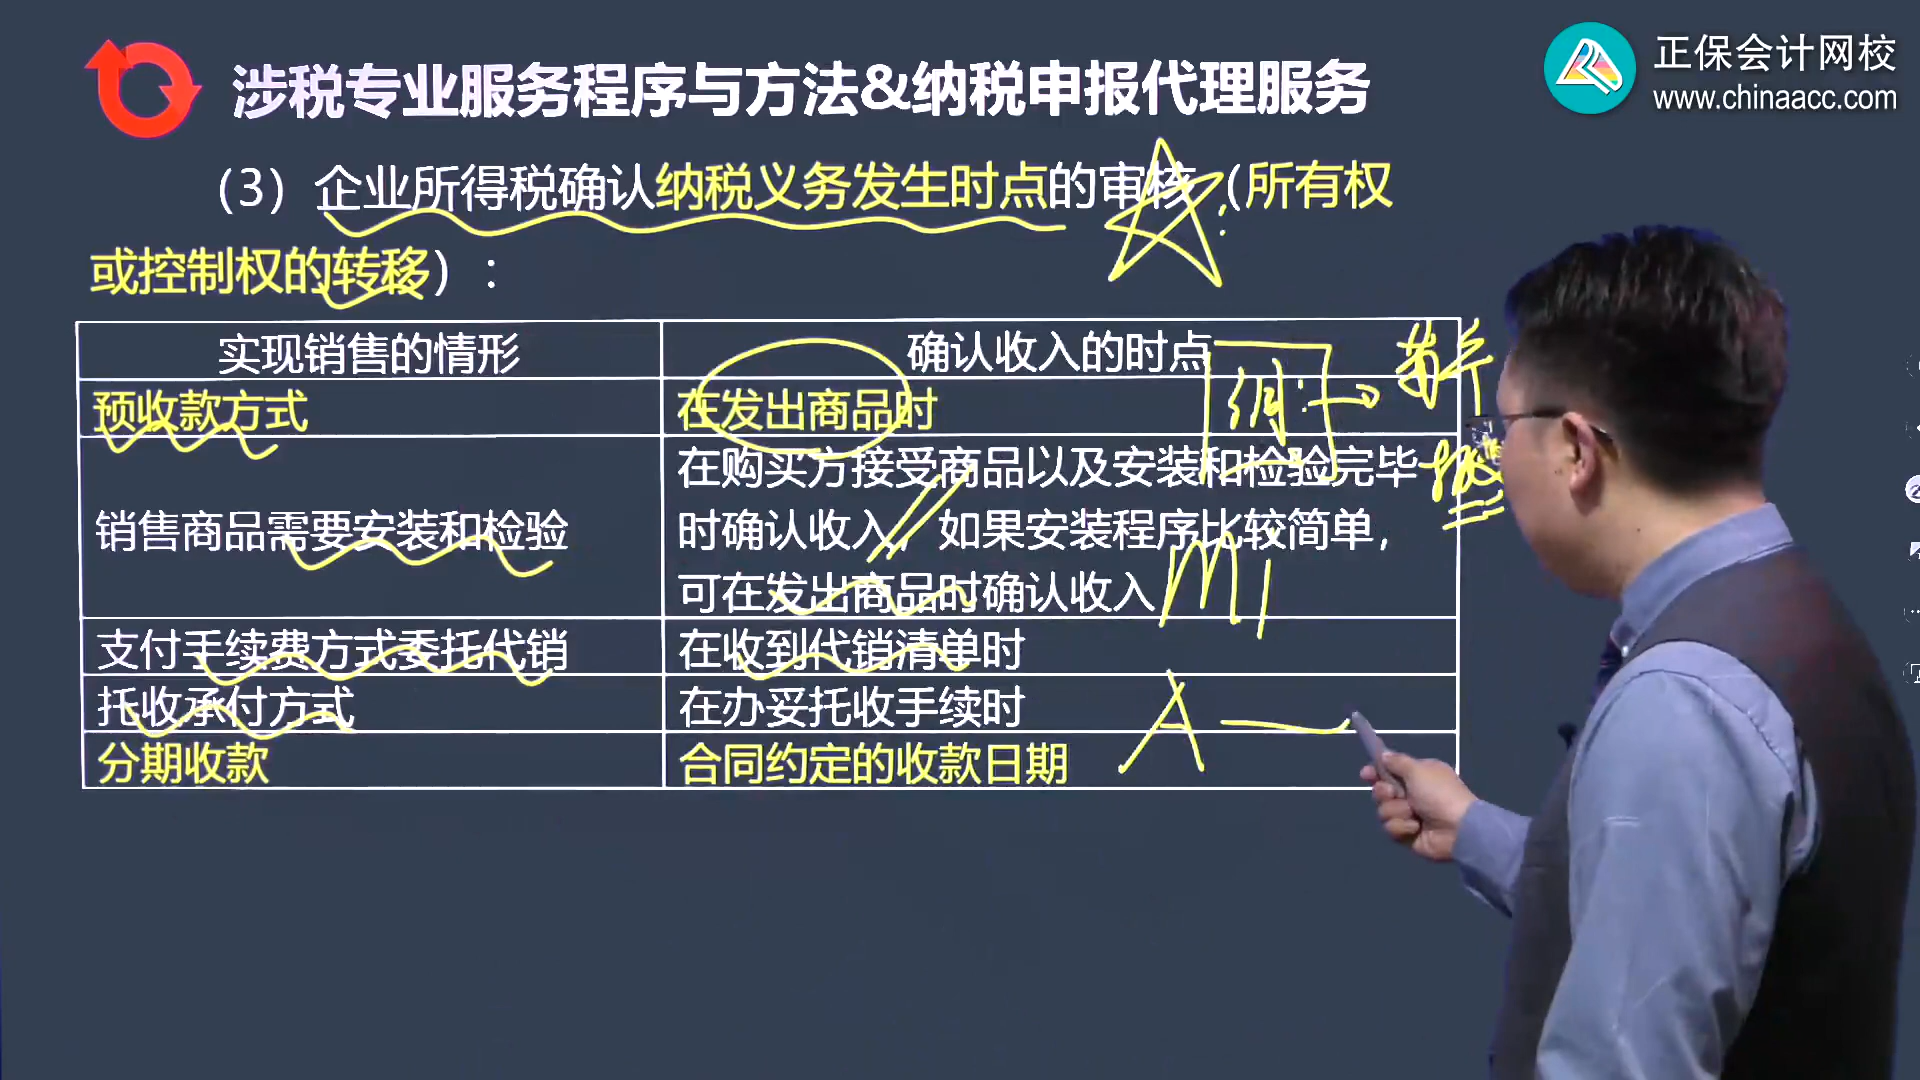 涉税专业服务程序与方法&纳税申报代理服务
正保会计网校
www.chinaacc.com
（3）企业所得税确认纳税义务发生时点的审核（所有权
或控制权的转移）：
实现销售的情形
确认收入的时点
预收款方式
在发出商品时
销售商品需要安装和检验
在购买方接受商品以及安装和检验完毕
时确认收入，如果安装程序比较简单，
可在发出商品时确认收入
支付手续费方式委托代销
在收到代销清单时
托收承付方式
在办妥托收手续时
分期收款
合同约定的收款日期
M1
A